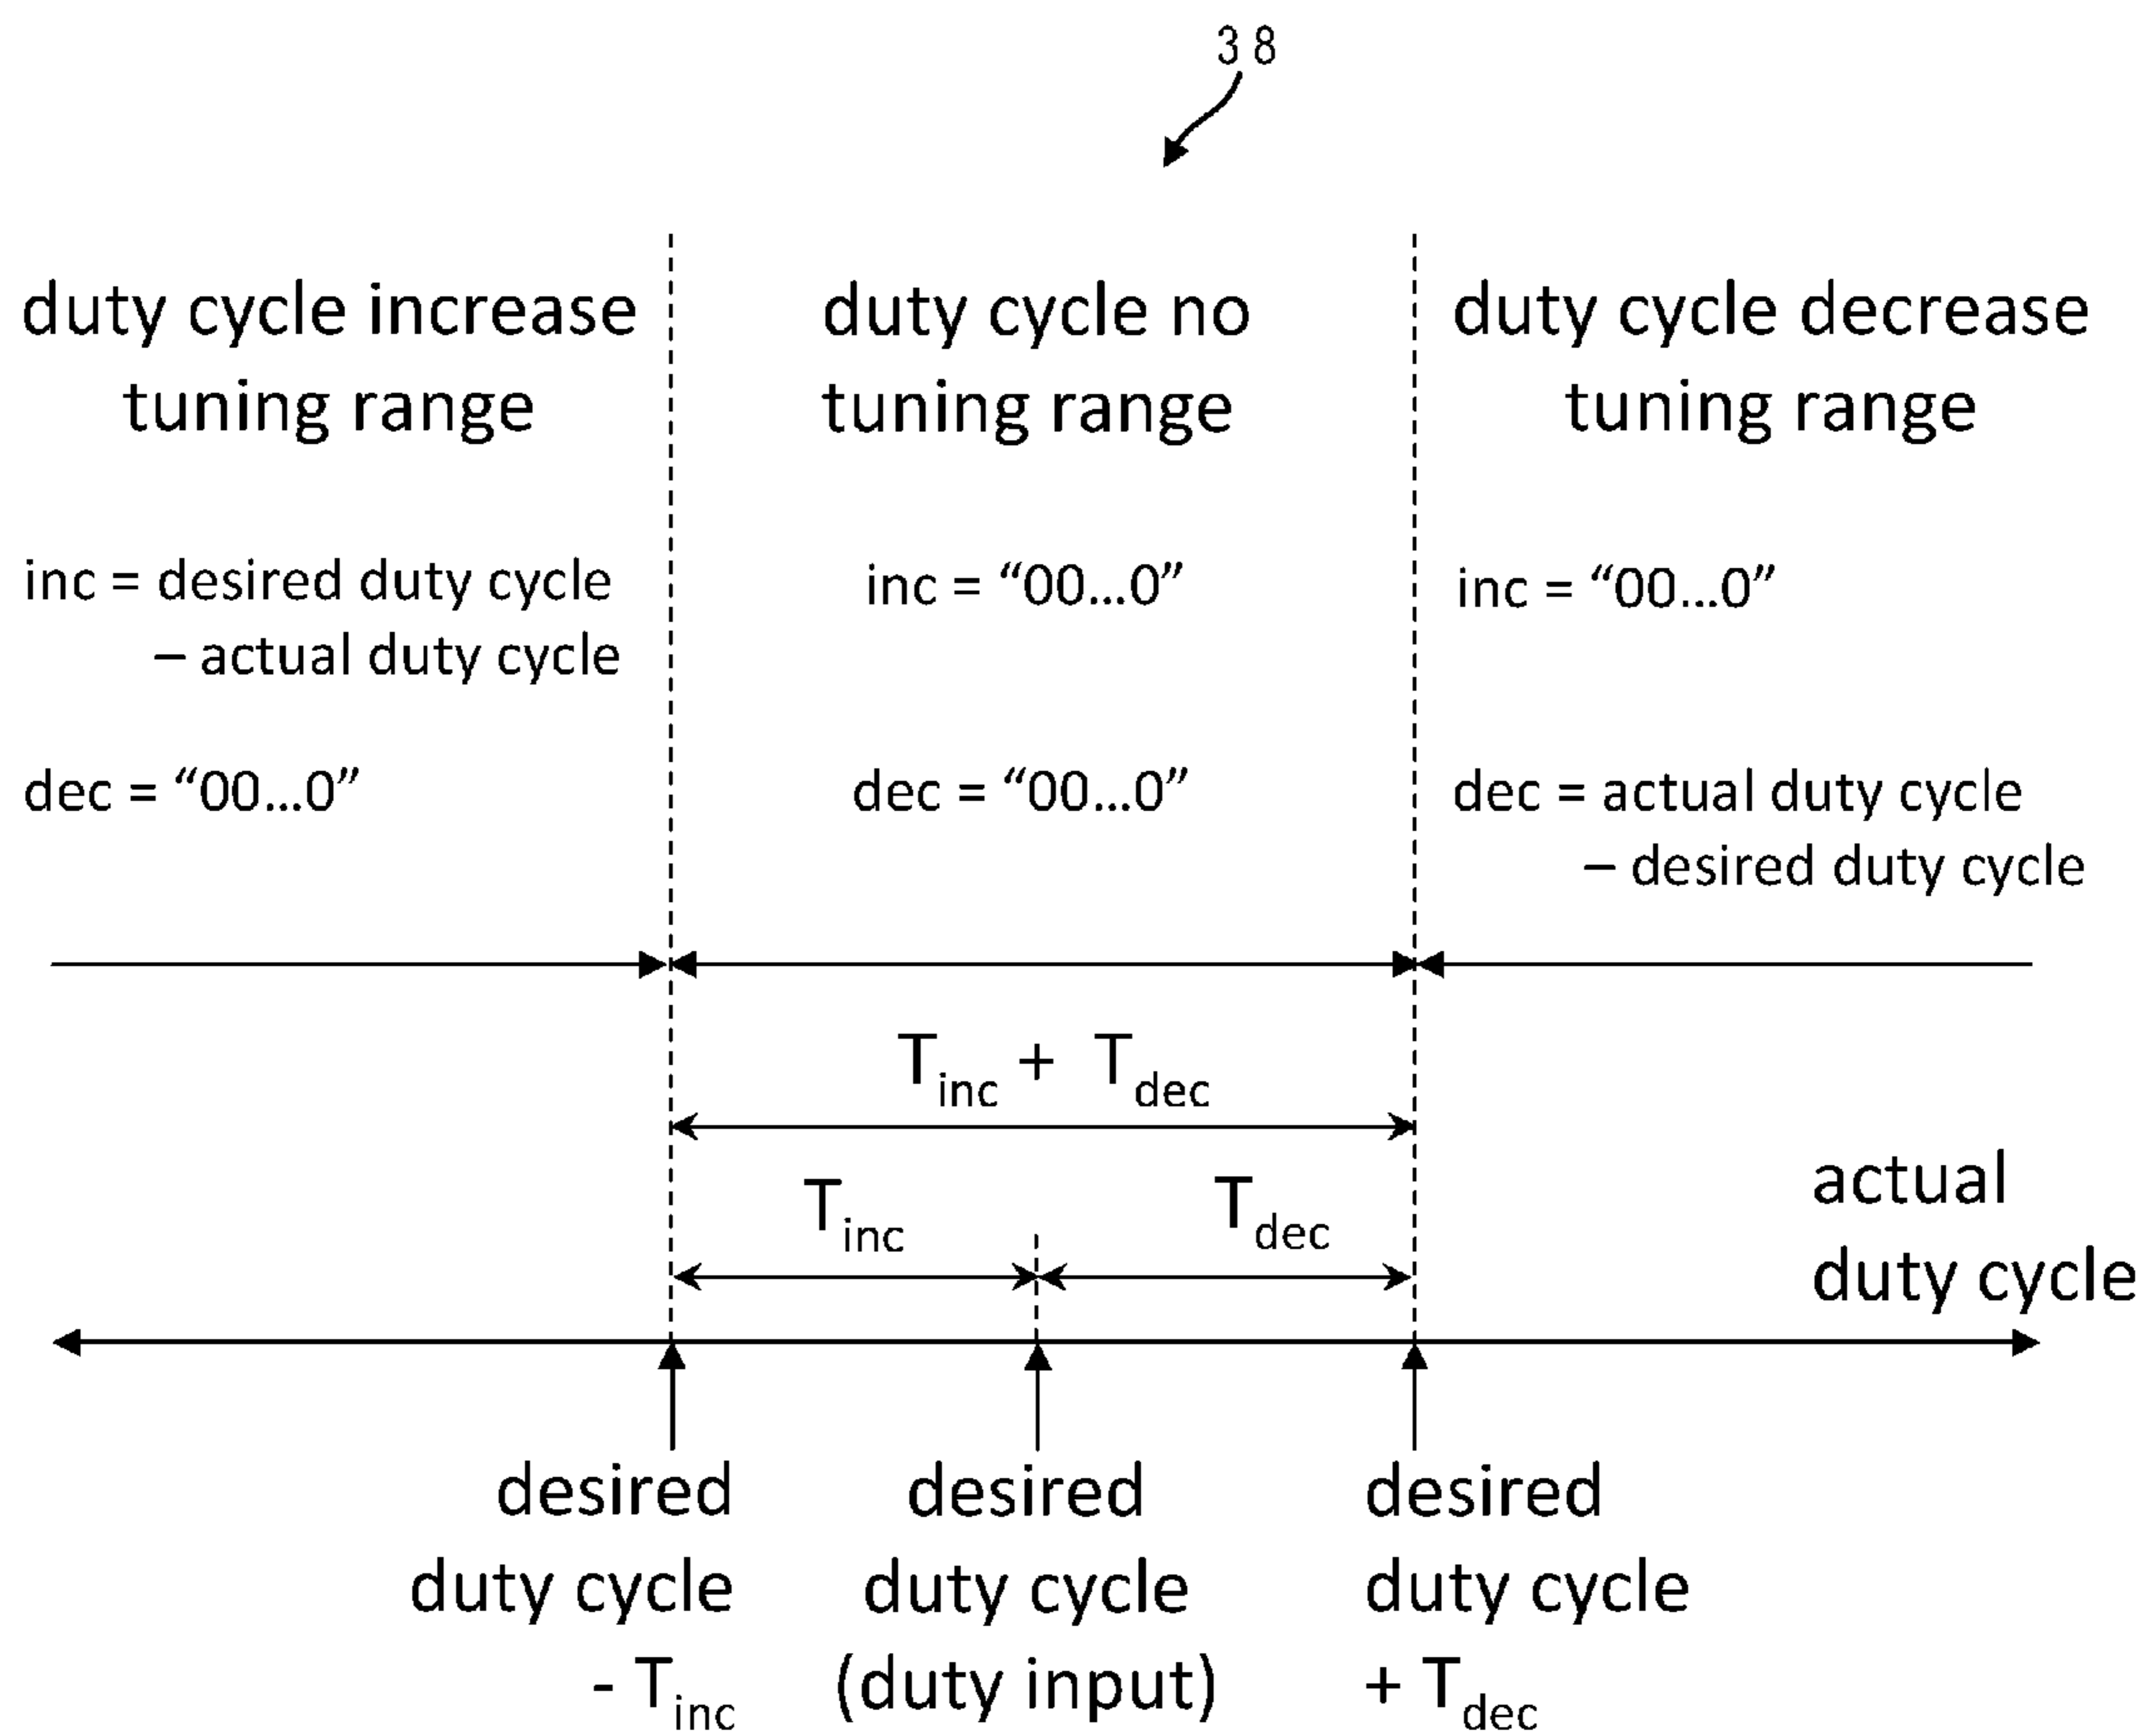 38
duty cycle increase
tuning range
duty cycle no
tuning range
duty cycle decrease
tuning range
inc = desired duty cycle
– actual duty cycle
inc = “00...0”
inc = “00...0”
dec = “00...0”
dec = “00...0”
dec = actual duty cycle
– desired duty cycle
Tinc + Tdec
Tinc
Tdec
actual
duty cycle
desired
duty cycle
- Tinc
desired
duty cycle
(duty input)
desired
duty cycle
+ Tdec